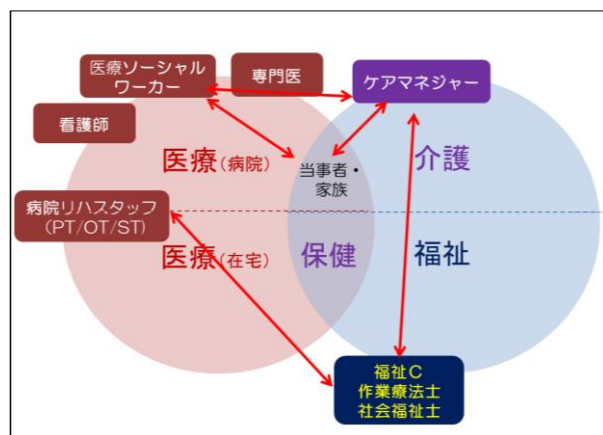 医療ソーシャル
ワーカー
専門医
ケアマネジャー
看護師
医療(病院)
当事者・
家族
介護
病院リハスタッフ
(PT/OT/ST)
医療(在宅)
保健
福祉
福祉C
作業療法士
社会福祉士